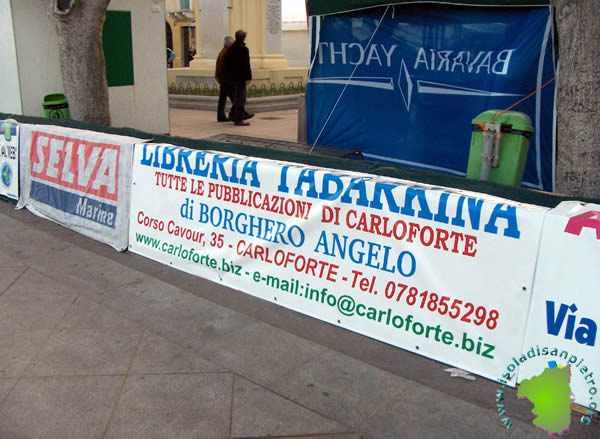 BAVARIA YACHT
SELVA
Marine
LIBRERIA TABARKINA
TUTTE LE PUBBLICAZIONI DI CARLOFORTE
di BORGHERO ANGELO
Corso Cavour, 35 - CARLOFORTE - Tel. 0781855298
www.carloforte.biz - e-mail:info@carloforte.biz
Via
www.isoladisanpietro.org